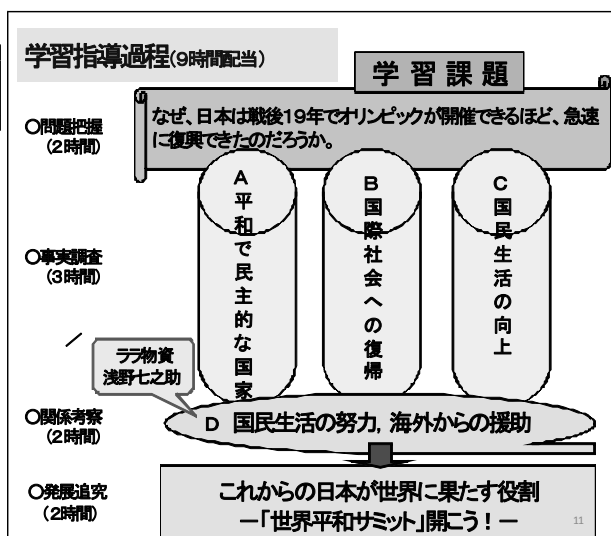 学習指導過程(9時間配当)
学習課題
なぜ、日本は戦後19年でオリンピックが開催できるほど、急速
に復興できたのだろうか。
○問題把握
(2時間)
A平和で民主的な国家
B国際社会への復帰
C国民生活の向上
○事実調査
(3時間)
ララ物資
浅野七之助
○関係考察
(2時間)
D 国民生活の努力，海外からの援助
○発展追究
(2時間)
これからの日本が世界に果たす役割
ー「世界平和サミット」開こう！ー
11